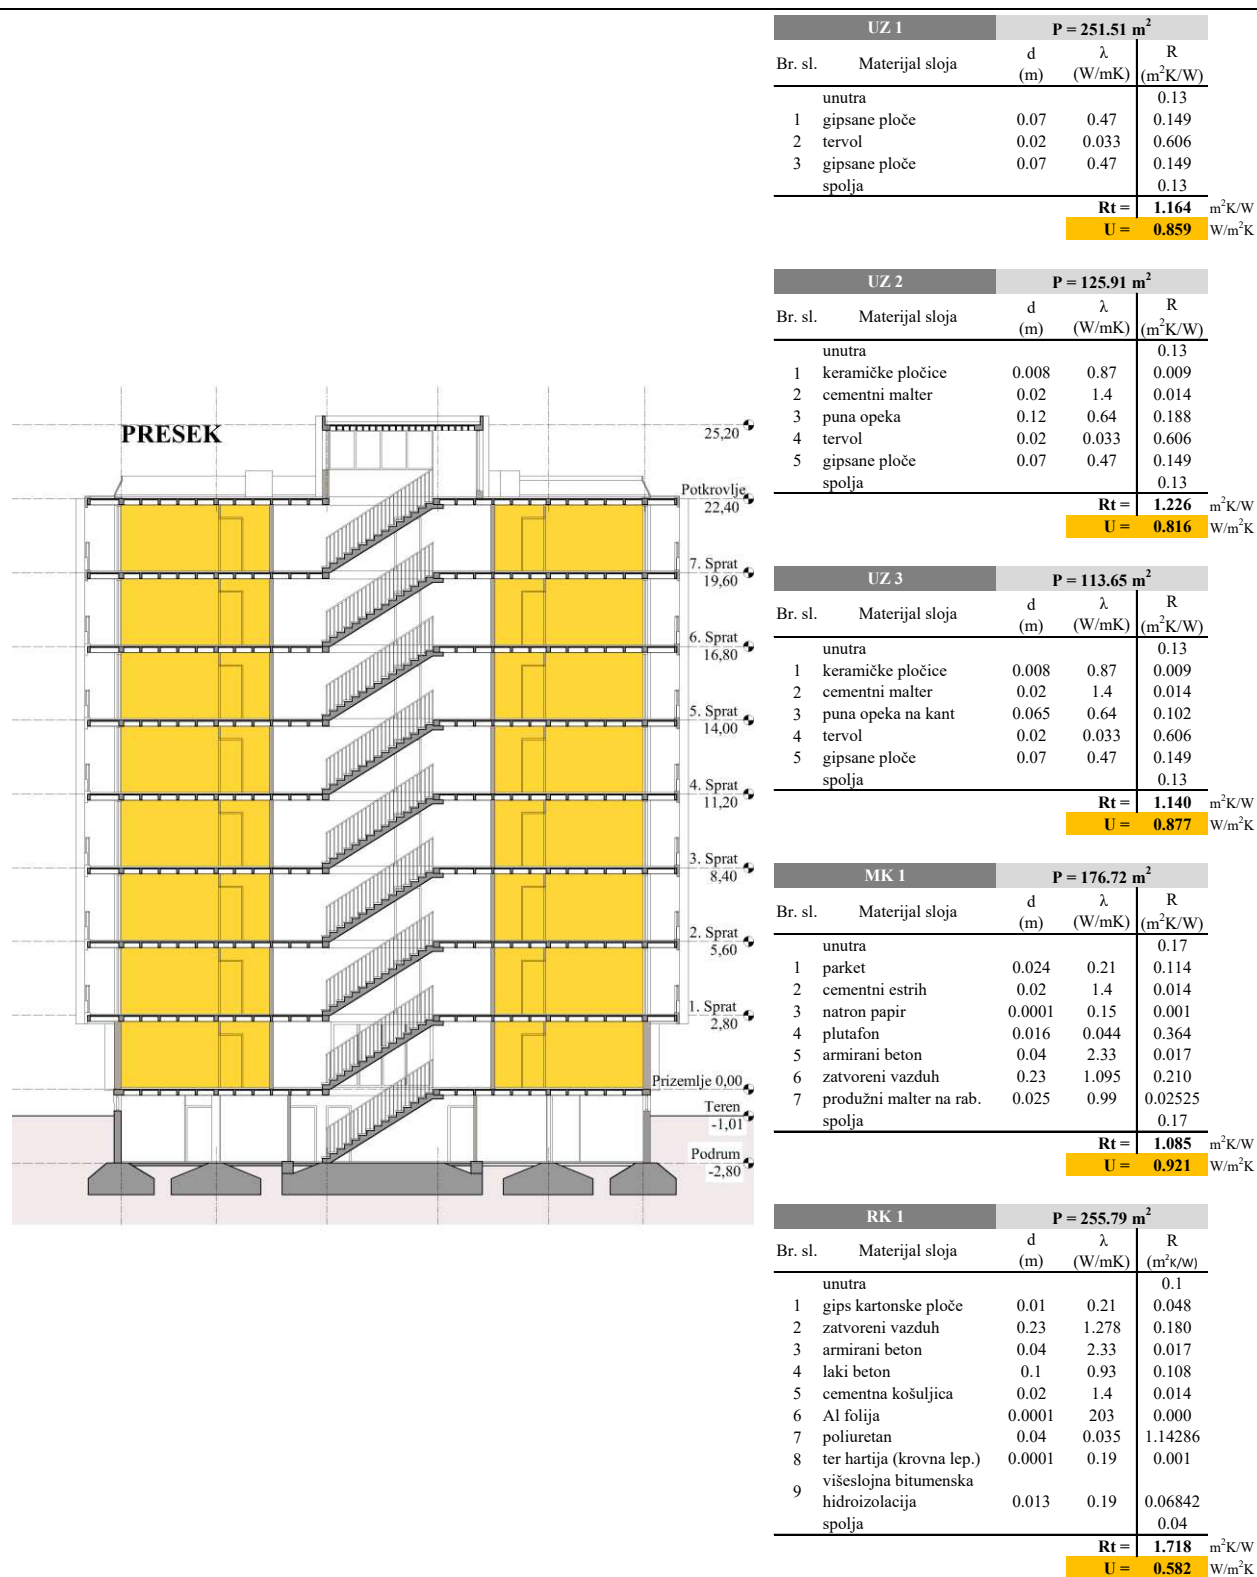 PRESEK
25,20
Potkrovlje
22,40
7. Sprat
19,60
6. Sprat
16,80
5. Sprat
14,00
4. Sprat
11,20
3. Sprat
8,40
2. Sprat
5,60
1. Sprat
2,80
Prizemlje 0,00
Teren
-1,01
Podrum
-2,80
UZ 1 P = 251.51 m²
Br. sl. Materijal sloja d (m) λ (W/mK) R (m²K/W)
unutra 0.13
1 gipsane ploče 0.07 0.47 0.149
2 tervol 0.02 0.033 0.606
3 gipsane ploče 0.07 0.47 0.149
spolja 0.13
Rt = 1.164 m²K/W
U = 0.859 W/m²K
UZ 2 P = 125.91 m²
Br. sl. Materijal sloja d (m) λ (W/mK) R (m²K/W)
unutra 0.13
1 keramičke pločice 0.008 0.87 0.009
2 cementni malter 0.02 1.4 0.014
3 puna opeka 0.12 0.64 0.188
4 tervol 0.02 0.033 0.606
5 gipsane ploče 0.07 0.47 0.149
spolja 0.13
Rt = 1.226 m²K/W
U = 0.816 W/m²K
UZ 3 P = 113.65 m²
Br. sl. Materijal sloja d (m) λ (W/mK) R (m²K/W)
unutra 0.13
1 keramičke pločice 0.008 0.87 0.009
2 cementni malter 0.02 1.4 0.014
3 puna opeka na kant 0.065 0.64 0.102
4 tervol 0.02 0.033 0.606
5 gipsane ploče 0.07 0.47 0.149
spolja 0.13
Rt = 1.140 m²K/W
U = 0.877 W/m²K
MK 1 P = 176.72 m²
Br. sl. Materijal sloja d (m) λ (W/mK) R (m²K/W)
unutra 0.17
1 parket 0.024 0.21 0.114
2 cementni estrih 0.02 1.4 0.014
3 natron papir 0.0001 0.15 0.001
4 plutafon 0.016 0.044 0.364
5 armirani beton 0.04 2.33 0.017
6 zatvoreni vazduh 0.23 1.095 0.210
7 produžni malter na rab. 0.025 0.99 0.02525
spolja 0.17
Rt = 1.085 m²K/W
U = 0.921 W/m²K
RK 1 P = 255.79 m²
Br. sl. Materijal sloja d (m) λ (W/mK) R (m²K/W)
unutra 0.1
1 gips kartonske ploče 0.01 0.21 0.048
2 zatvoreni vazduh 0.23 1.278 0.180
3 armirani beton 0.04 2.33 0.017
4 laki beton 0.1 0.93 0.108
5 cementna košuljica 0.02 1.4 0.014
6 Al folija 0.0001 203 0.000
7 poliuretan 0.04 0.035 1.14286
8 ter hartija (krovna lep.) 0.0001 0.19 0.001
9 višeslojna bitumenska
hidroizolacija 0.013 0.19 0.06842
spolja 0.04
Rt = 1.718 m²K/W
U = 0.582 W/m²K